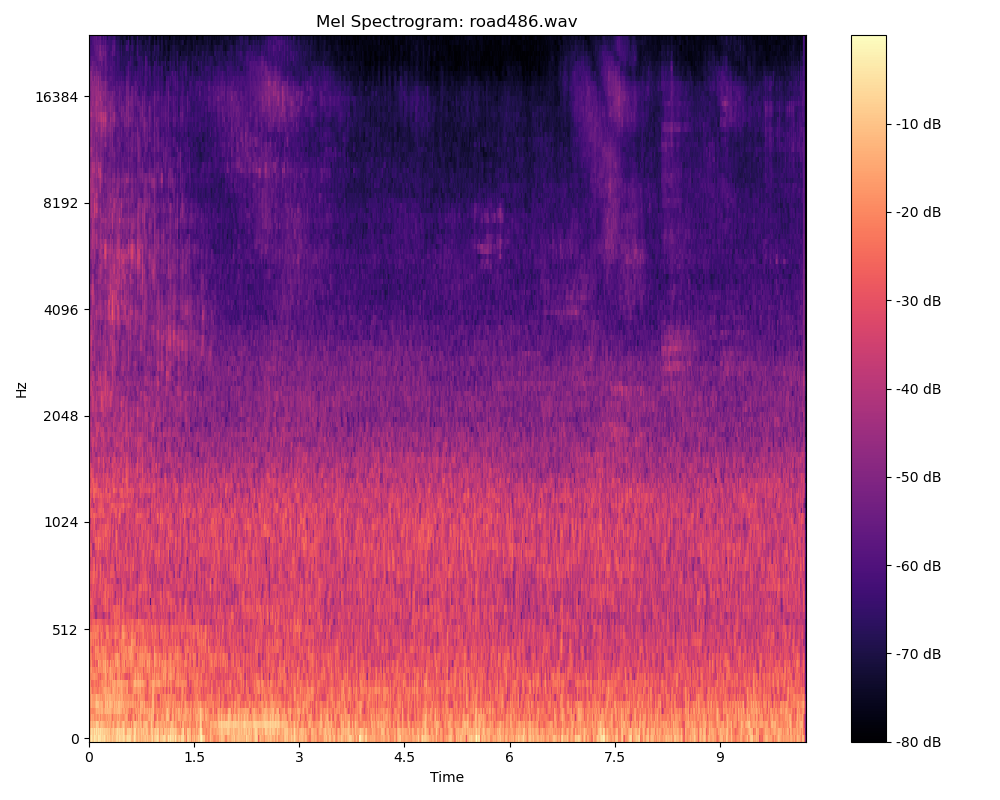 Mel Spectrogram: road486.wav
Hz
16384
8192
4096
2048
1024
512
0
0 1.5 3 4.5 6 7.5 9
Time
-10 dB
-20 dB
-30 dB
-40 dB
-50 dB
-60 dB
-70 dB
-80 dB